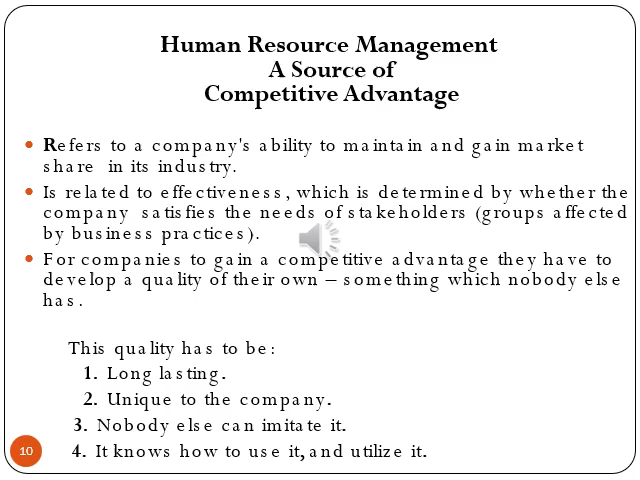 Human Resource Management
A Source of
Competitive Advantage
• Refers to a company's ability to maintain and gain market
share in its industry.
• Is related to effectiveness, which is determined by whether the
company satisfies the needs of stakeholders (groups affected
by business practices).
• For companies to gain a competitive advantage they have to
develop a quality of their own – something which nobody else
has.
This quality has to be:
1. Long lasting.
2. Unique to the company.
3. Nobody else can imitate it.
4. It knows how to use it, and utilize it.
10